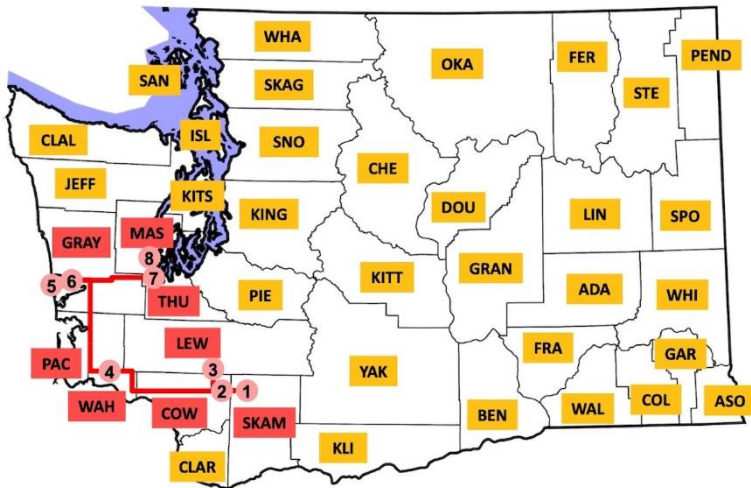 WHA
OKA
FER
PEND
SAN
SKAG
STE
ISL
SNO
CLAL
CHE
JEFF
KITS
KING
DOU
LIN
SPO
GRAY
MAS
8
KITT
GRAN
5
6
7
THU
PIE
ADA
WHI
LEW
FRA
GAR
PAC
4
3
YAK
2
1
WAH
COW
SKAM
BEN
WAL
COL
ASO
CLAR
KLI